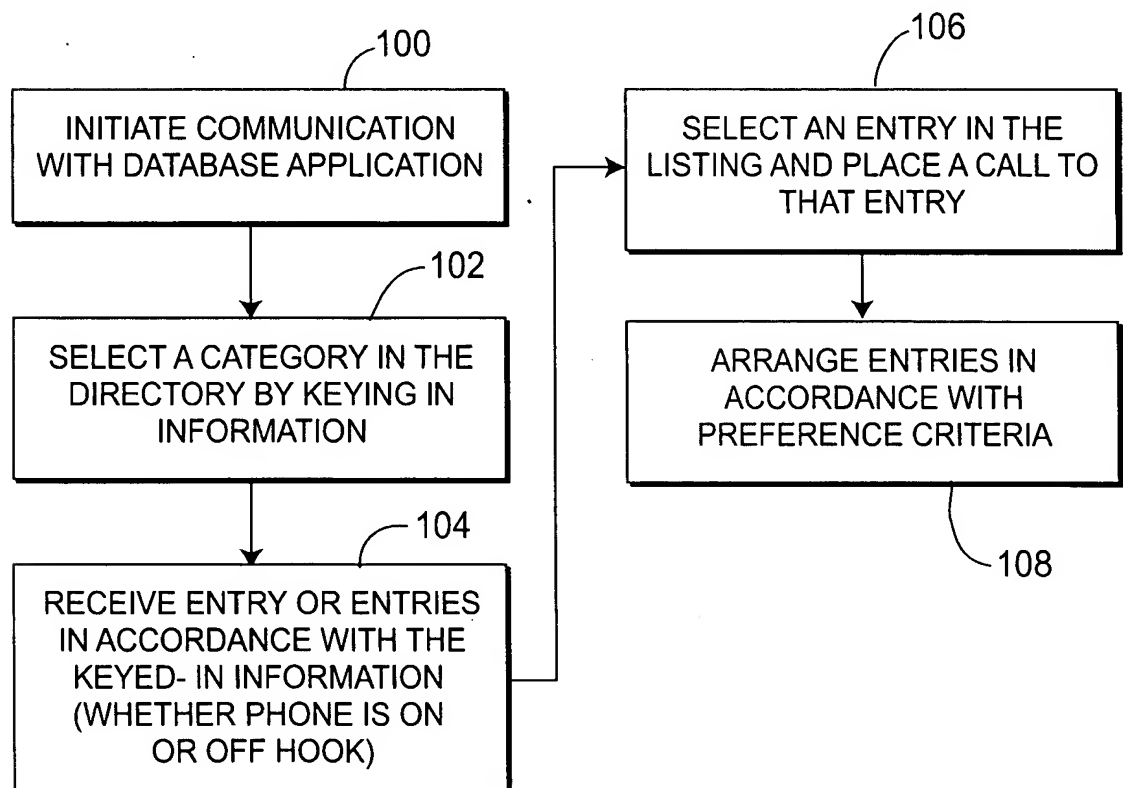 100
INITIATE COMMUNICATION
WITH DATABASE APPLICATION
102
SELECT A CATEGORY IN THE
DIRECTORY BY KEYING IN
INFORMATION
104
RECEIVE ENTRY OR ENTRIES
IN ACCORDANCE WITH THE
KEYED- IN INFORMATION
(WHETHER PHONE IS ON
OR OFF HOOK)
106
SELECT AN ENTRY IN THE
LISTING AND PLACE A CALL TO
THAT ENTRY
ARRANGE ENTRIES IN
ACCORDANCE WITH
PREFERENCE CRITERIA
108